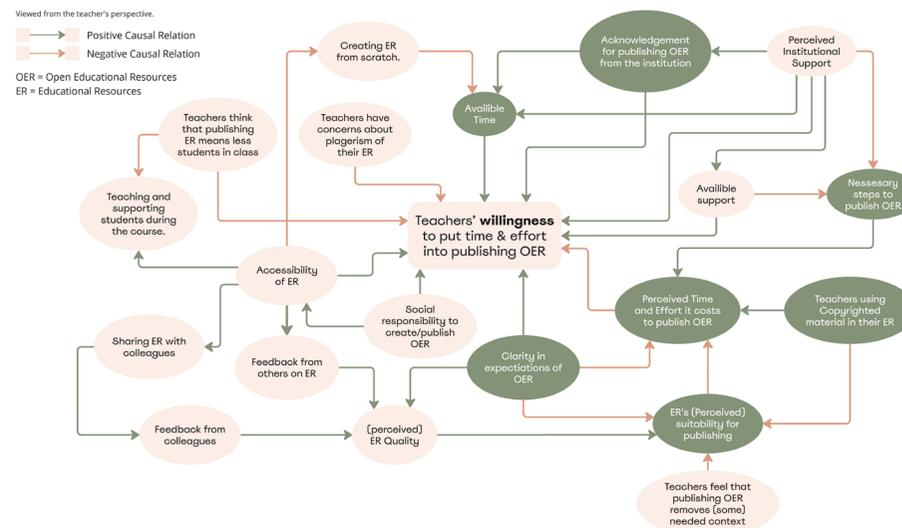 Viewed from the teacher's perspective.
Positive Causal Relation
Negative Causal Relation
OER = Open Educational Resources
ER = Educational Resources
Creating ER
from scratch.
Acknowledgement
for publishing OER
from the institution
Perceived
Institutional
Support
Availible
Time
Teachers think
that publishing
ER means less
students in class
Teachers have
concerns about
plagerism of
their ER
Teaching and
supporting
students during
the course.
Availible
support
Nessesary
steps to
publish OER
Teachers' willingness
to put time & effort
into publishing OER
Accessibility
of ER
Social
responsibility to
create/publish
OER
Perceived Time
and Effort it costs
to publish OER
Teachers using
Copyrighted
material in their ER
Sharing ER with
colleagues
Feedback from
others on ER
Clarity in
expectiations of
OER
Feedback from
colleagues
(perceived)
ER Quality
ER's (Perceived)
suitability for
publishing
Teachers feel that
publishing OER
removes (some)
needed context